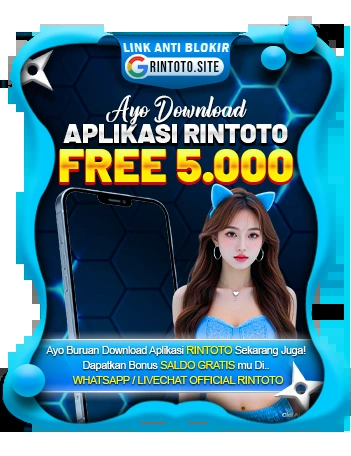 LINK ANTI BLOKIR
RINTOTO.SITE
Ayo Download
APLIKASI RINTOTO
FREE 5.000
Ayo Buruan Download Aplikasi RINTOTO Sekarang Juga!
Dapatkan Bonus SALDO GRATIS mu Di..
WHATSAPP / LIVECHAT OFFICIAL RINTOTO